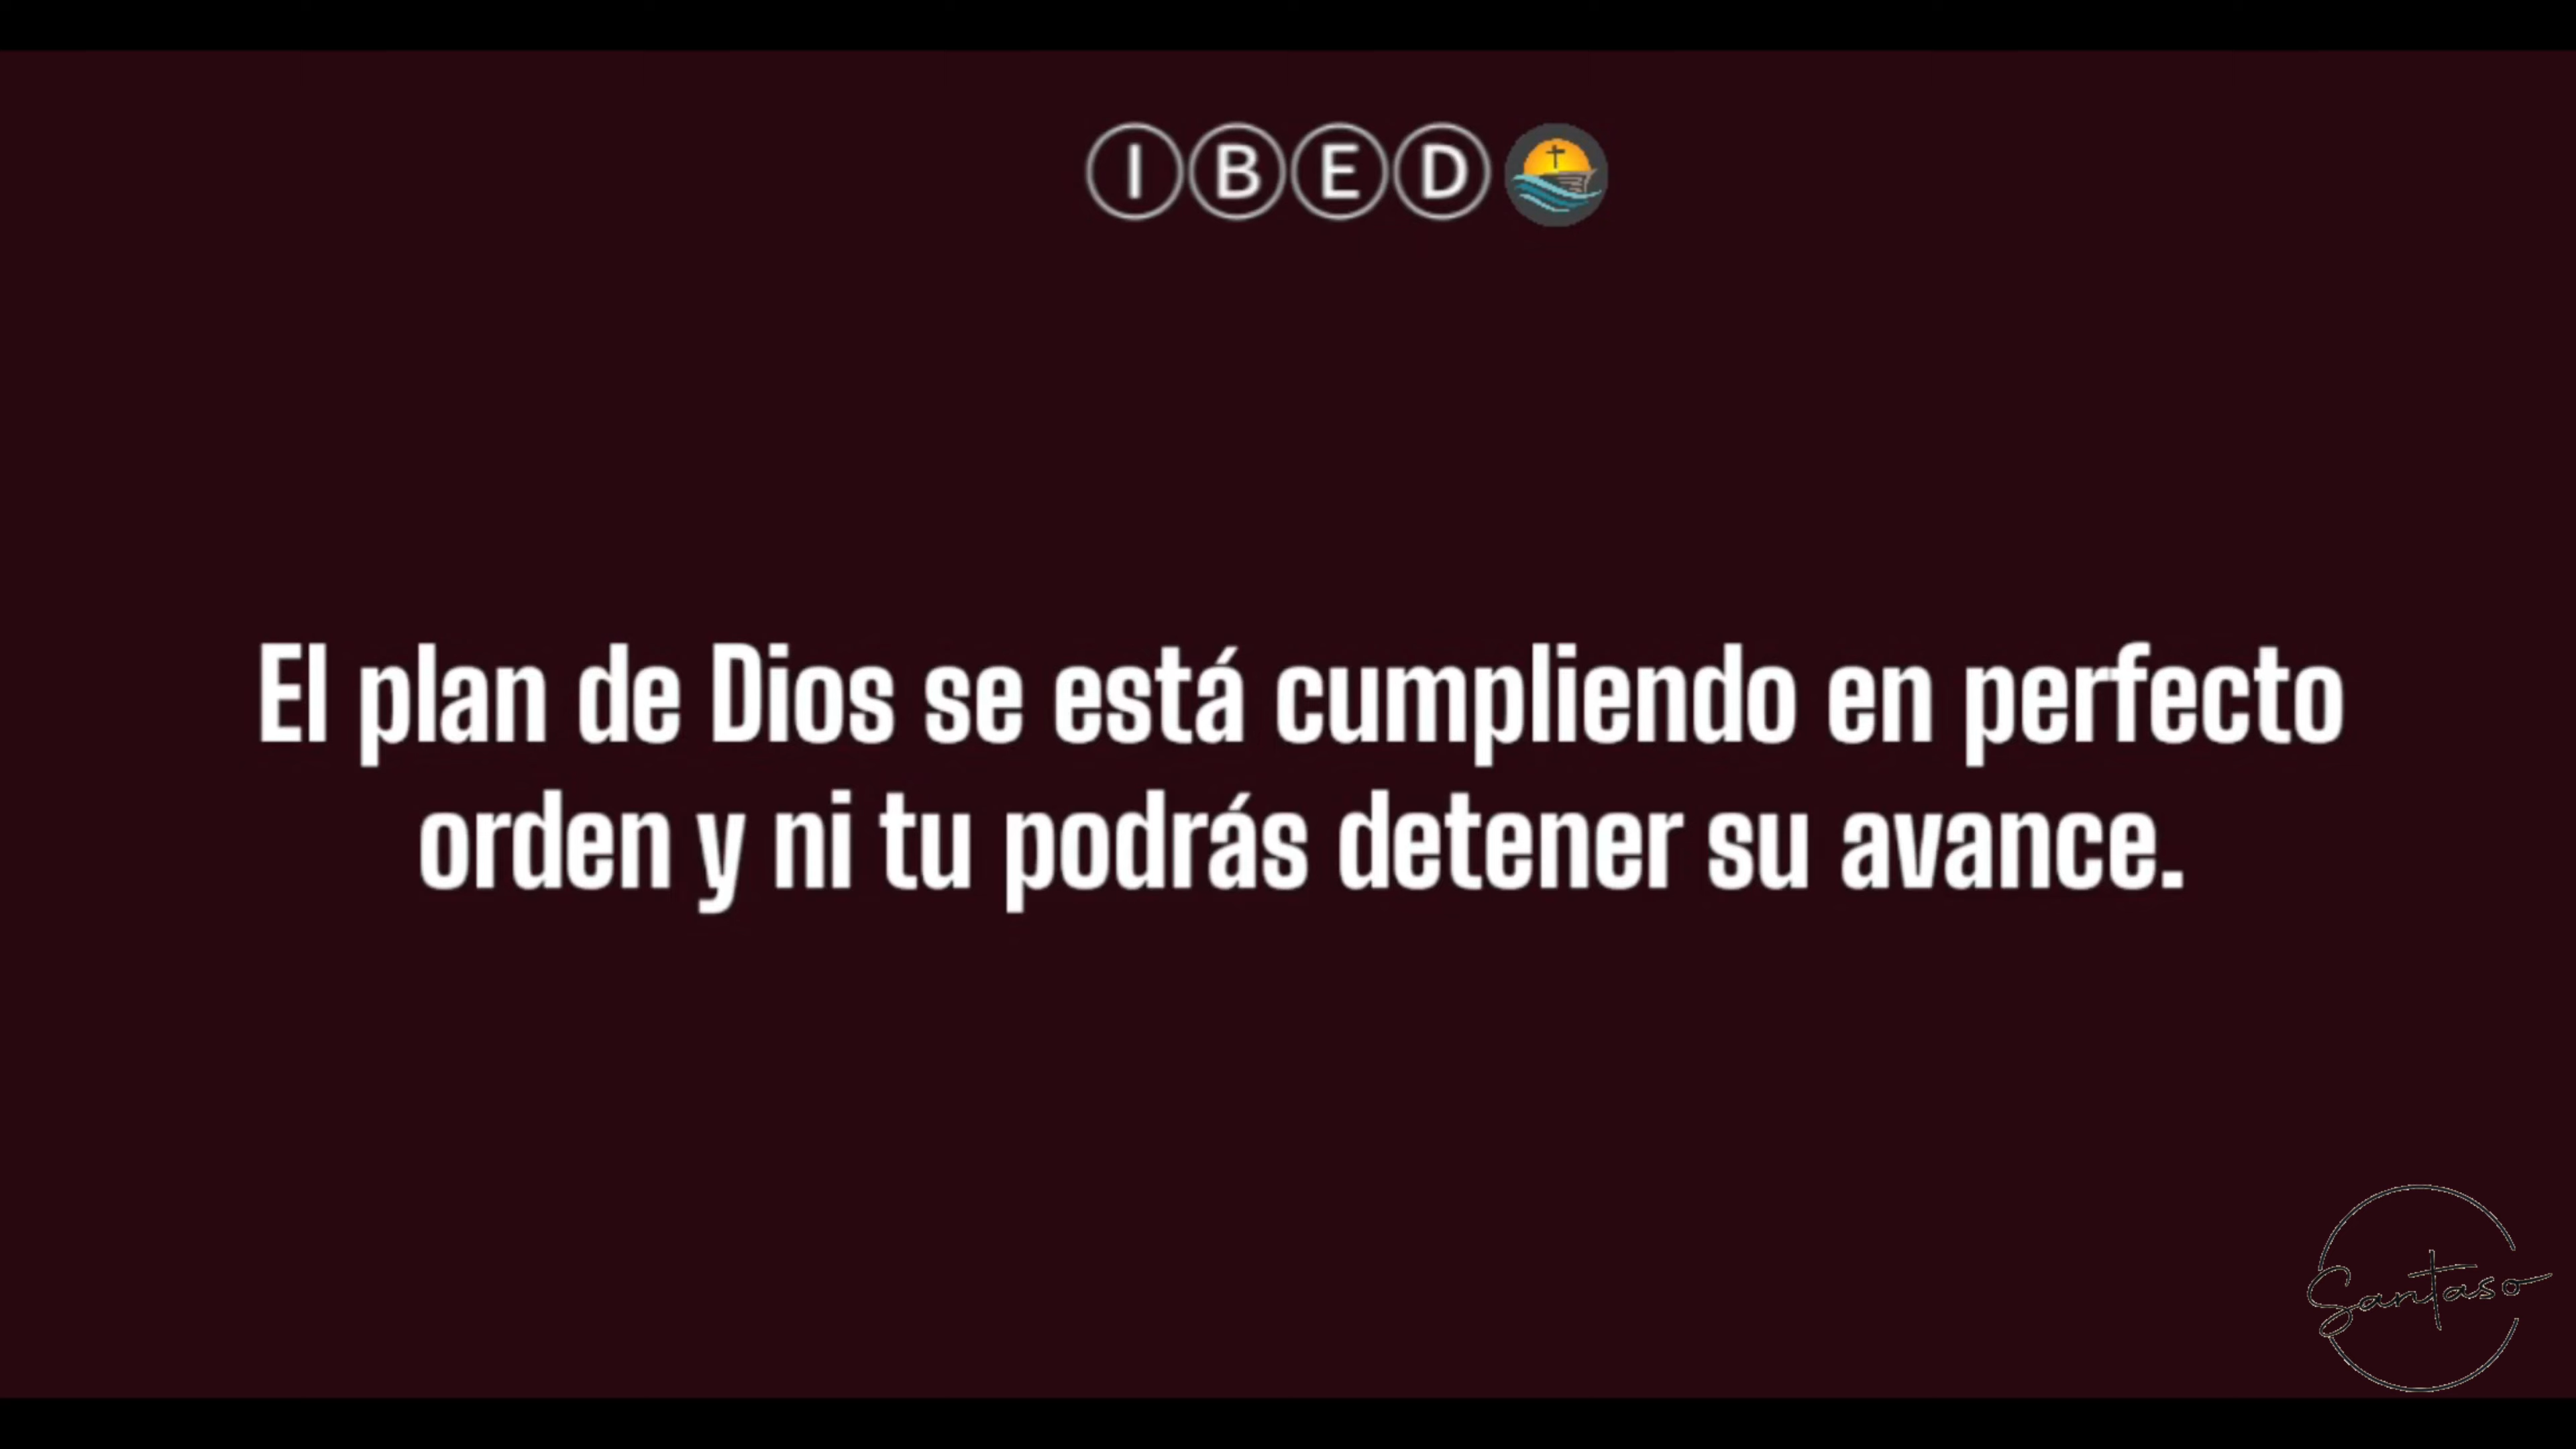 IBED
El plan de Dios se está cumpliendo en perfecto
orden y ni tu podrás detener su avance.
Santaso